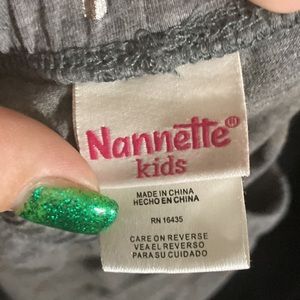 Nannette®
kids
MADE IN CHINA
HECHO EN CHINA
RN 16435
CARE ON REVERSE
VEA EL REVERSO
PARA SU CUIDADO